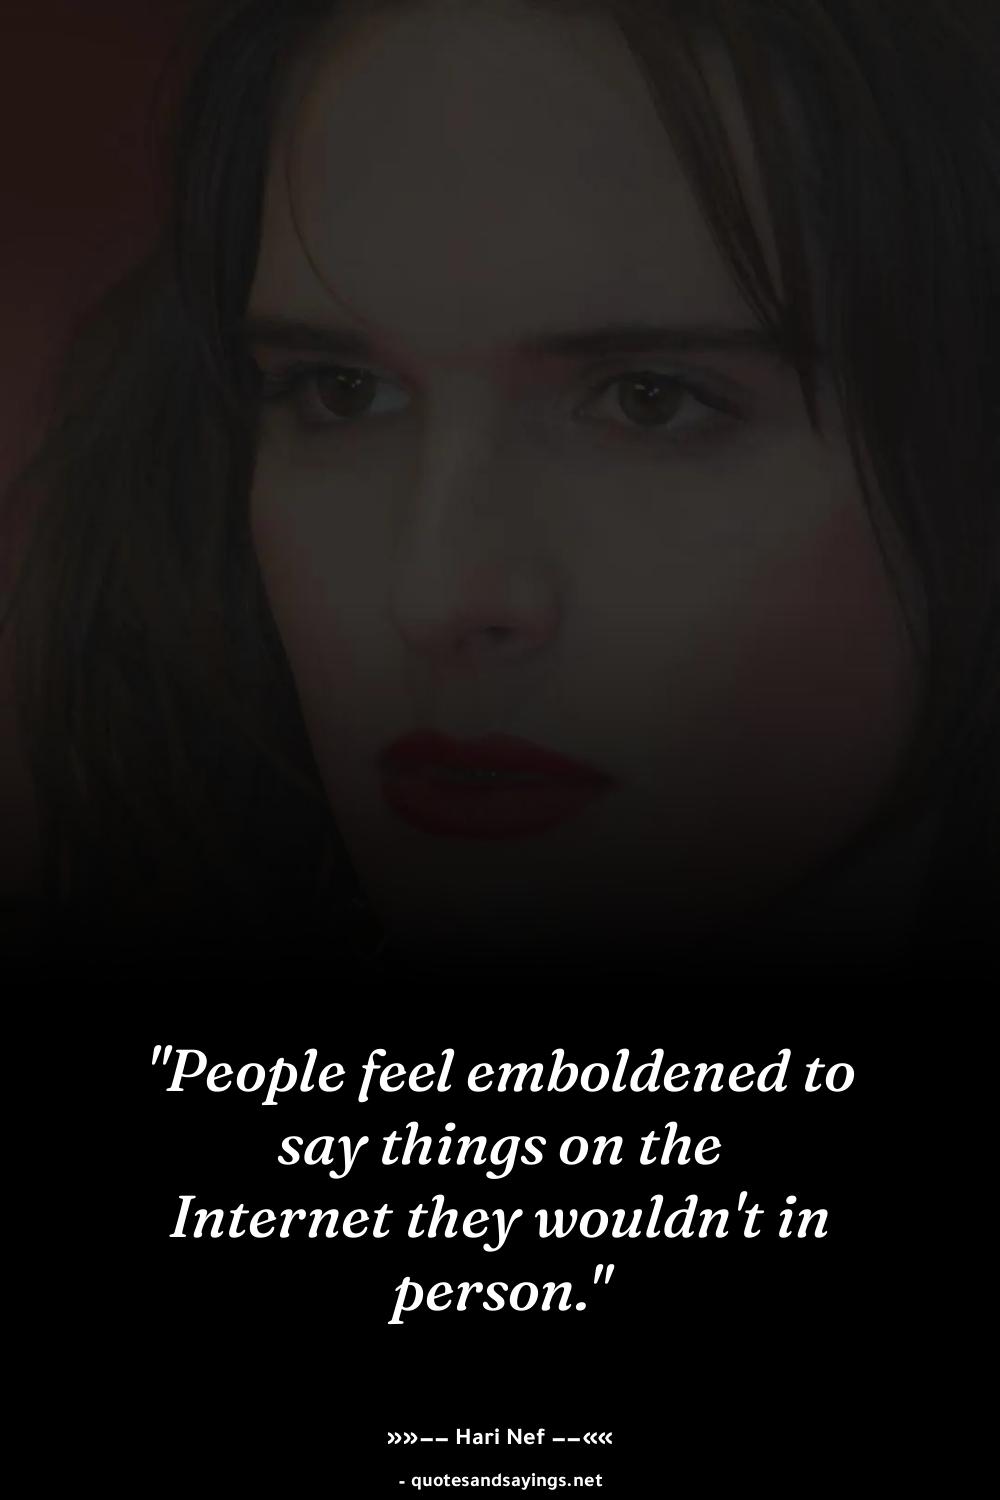 "People feel emboldened to
say things on the
Internet they wouldn't in
person."
»»–– Hari Nef ––««
- quotesandsayings.net